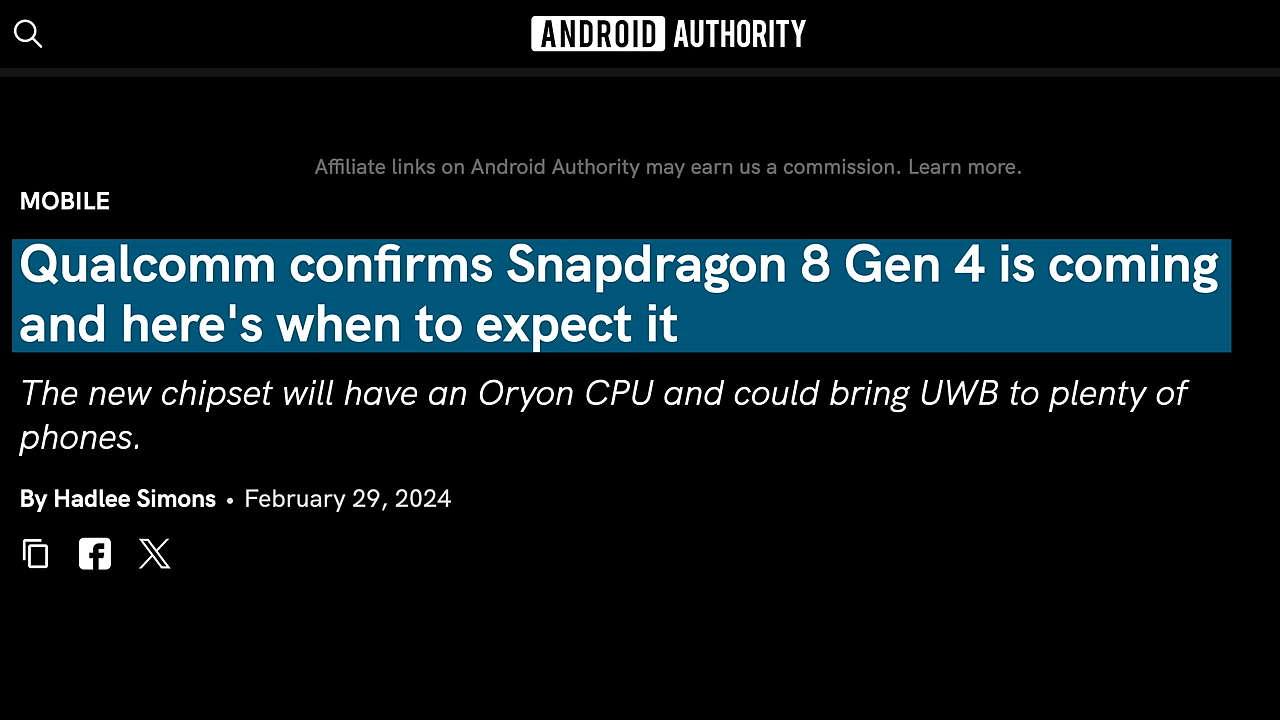 ANDROID AUTHORITY
Affiliate links on Android Authority may earn us a commission. Learn more.
MOBILE
Qualcomm confirms Snapdragon 8 Gen 4 is coming
and here's when to expect it
The new chipset will have an Oryon CPU and could bring UWB to plenty of
phones.
By Hadlee Simons • February 29, 2024